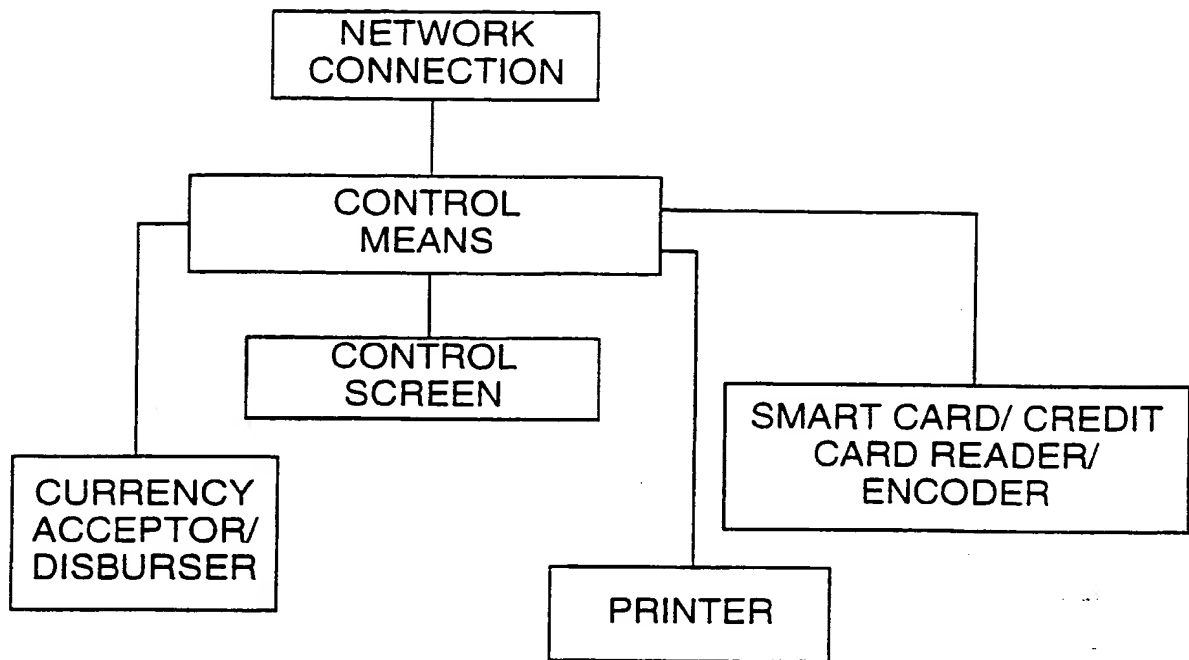 NETWORK
CONNECTION
CONTROL
MEANS
CONTROL
SCREEN
SMART CARD/ CREDIT
CARD READER/
ENCODER
CURRENCY
ACCEPTOR/
DISBURSER
PRINTER